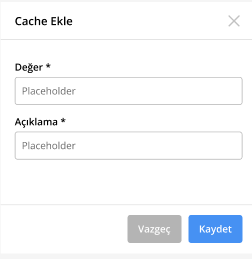 Cache Ekle
Değer *
Placeholder
Açıklama *
Placeholder
Vazgeç
Kaydet